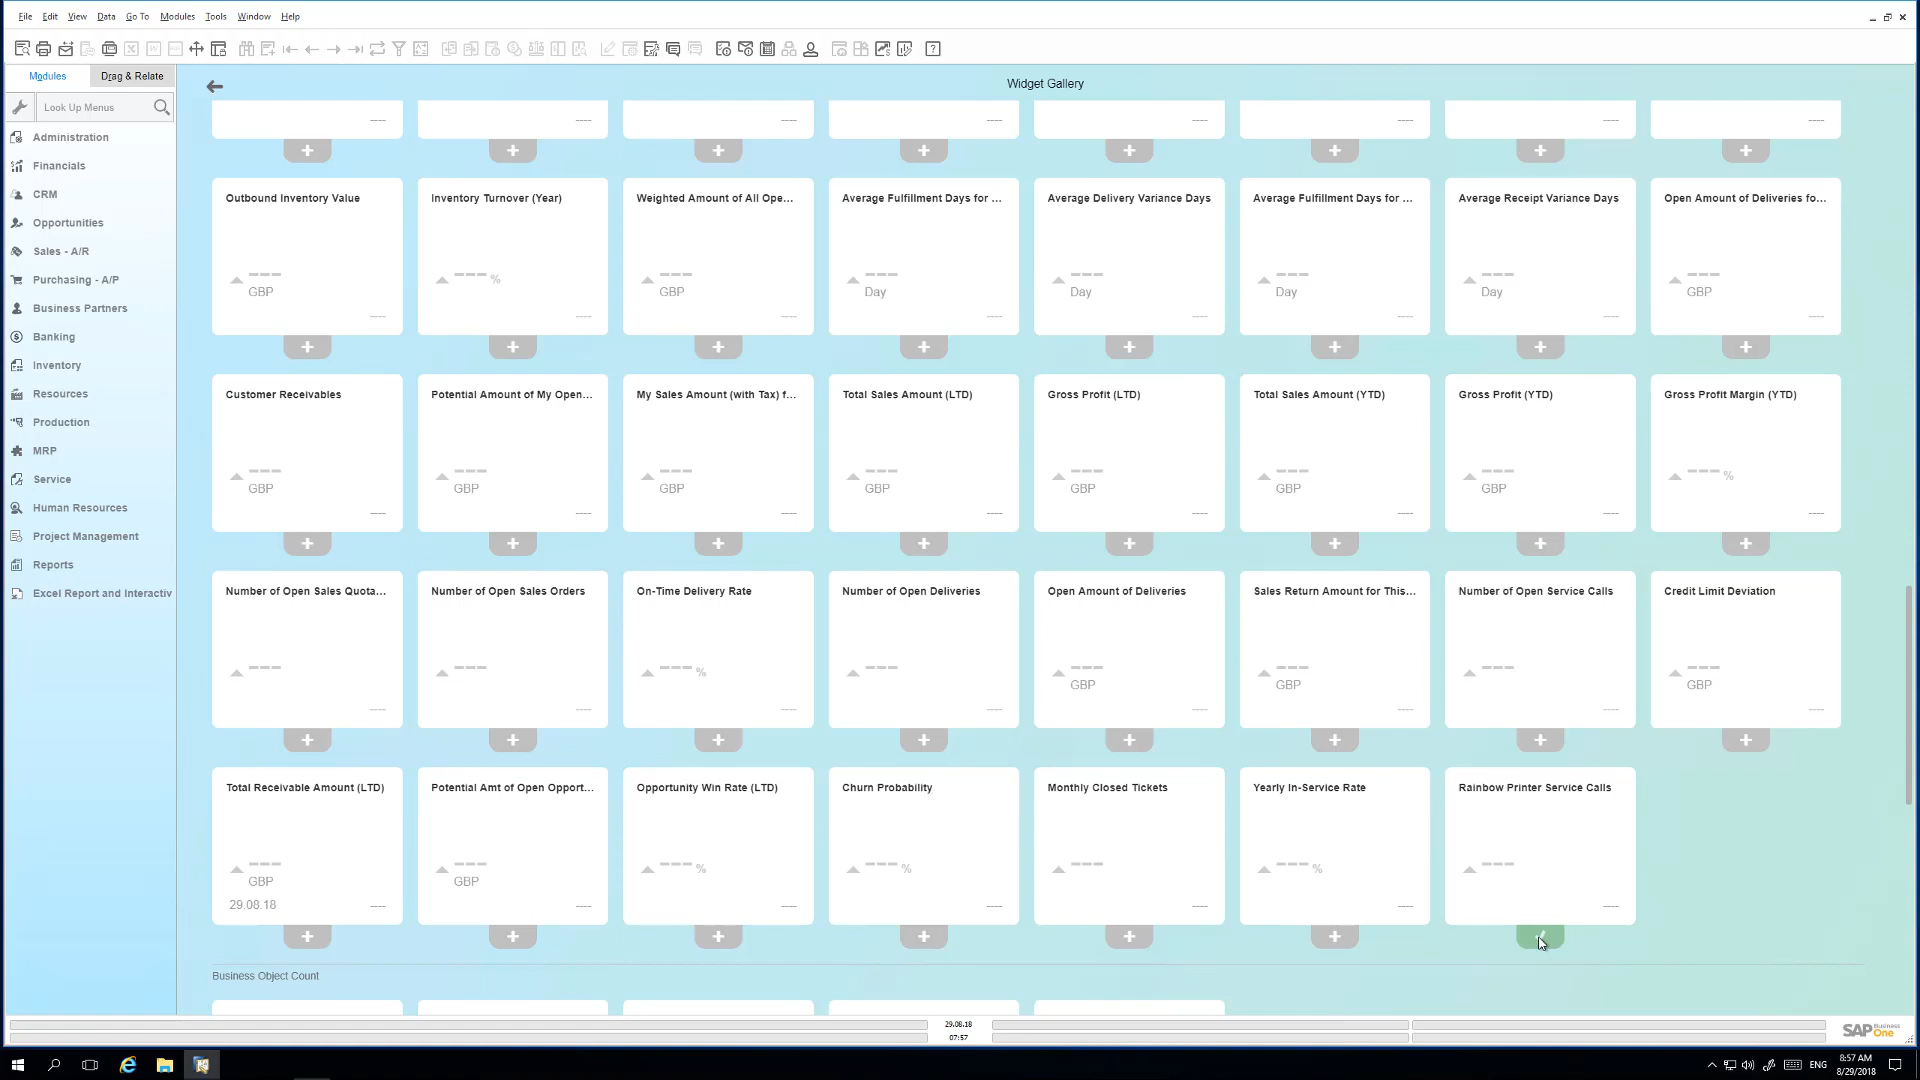 File Edit View Data Go To Modules Tools Window Help
Modules Drag & Relate
Widget Gallery
Look Up Menus
Administration
Financials
CRM
Opportunities
Sales - A/R
Purchasing - A/P
Business Partners
Banking
Inventory
Resources
Production
MRP
Service
Human Resources
Project Management
Reports
Excel Report and Interactiv
---- ---- ---- ---- ---- ---- ---- ----
Outbound Inventory Value Inventory Turnover (Year) Weighted Amount of All Ope... Average Fulfillment Days for ... Average Delivery Variance Days Average Fulfillment Days for ... Average Receipt Variance Days Open Amount of Deliveries fo...
--- --- % --- --- --- --- --- ---
GBP GBP Day Day Day Day GBP
---- ---- ---- ---- ---- ---- ---- ----
Customer Receivables Potential Amount of My Open... My Sales Amount (with Tax) f... Total Sales Amount (LTD) Gross Profit (LTD) Total Sales Amount (YTD) Gross Profit (YTD) Gross Profit Margin (YTD)
--- --- --- --- --- --- --- --- %
GBP GBP GBP GBP GBP GBP GBP
---- ---- ---- ---- ---- ---- ---- ----
Number of Open Sales Quota... Number of Open Sales Orders On-Time Delivery Rate Number of Open Deliveries Open Amount of Deliveries Sales Return Amount for This... Number of Open Service Calls Credit Limit Deviation
--- --- --- % --- --- --- --- ---
GBP GBP GBP
---- ---- ---- ---- ---- ---- ---- ----
Total Receivable Amount (LTD) Potential Amt of Open Opport... Opportunity Win Rate (LTD) Churn Probability Monthly Closed Tickets Yearly In-Service Rate Rainbow Printer Service Calls
--- --- --- % --- % --- --- % ---
GBP GBP
29.08.18 ---- ---- ---- ---- ---- ---- ----
Business Object Count
29.08.18
07:57
SAP Business One
ENG
8:57 AM
8/29/2018